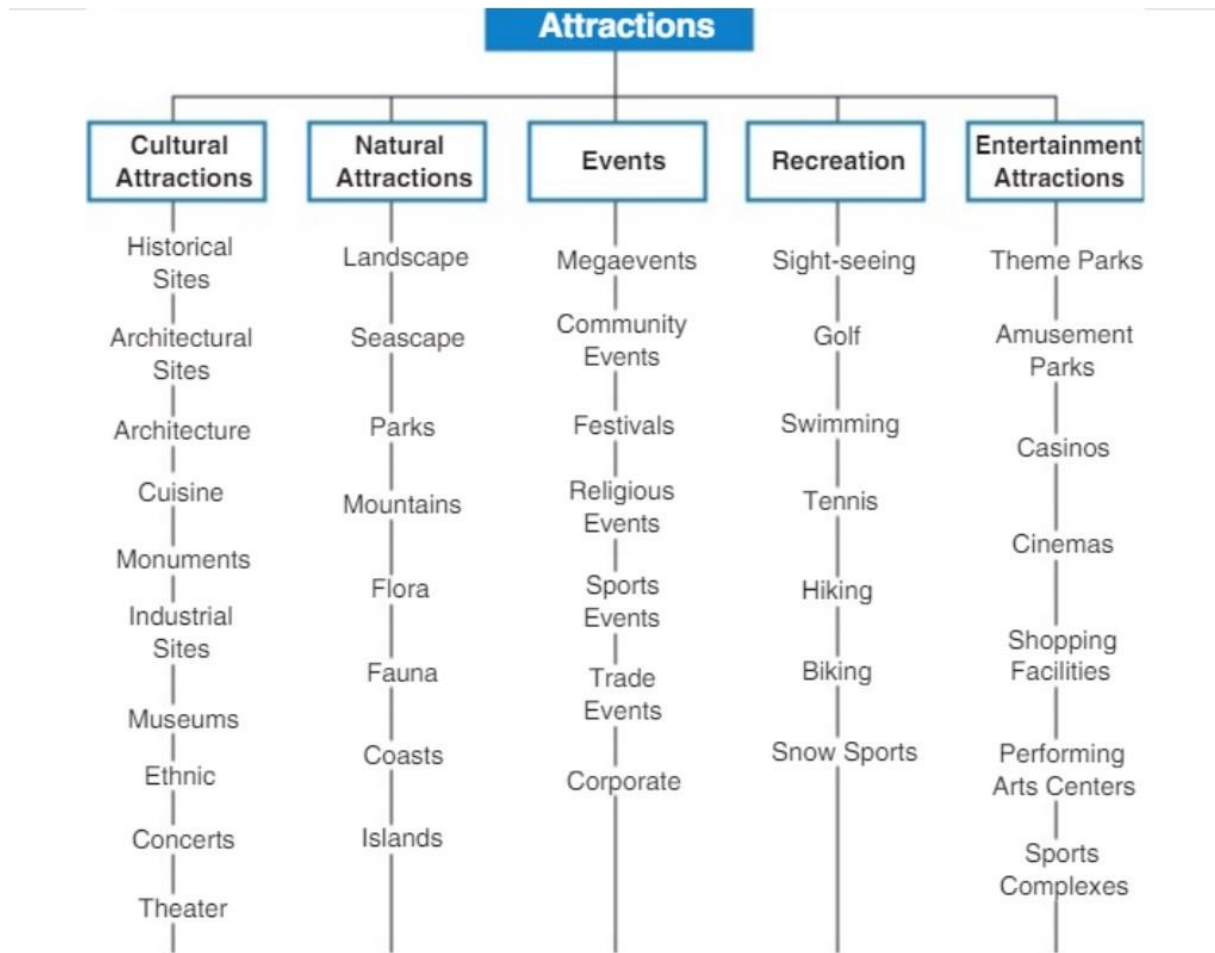 Attractions
Cultural
Attractions
Historical
Sites
Architectural
Sites
Architecture
Cuisine
Monuments
Industrial
Sites
Museums
Ethnic
Concerts
Theater
Natural
Attractions
Landscape
Seascape
Parks
Mountains
Flora
Fauna
Coasts
Islands
Events
Megaevents
Community
Events
Festivals
Religious
Events
Sports
Events
Trade
Events
Corporate
Recreation
Sight-seeing
Golf
Swimming
Tennis
Hiking
Biking
Snow Sports
Entertainment
Attractions
Theme Parks
Amusement
Parks
Casinos
Cinemas
Shopping
Facilities
Performing
Arts Centers
Sports
Complexes